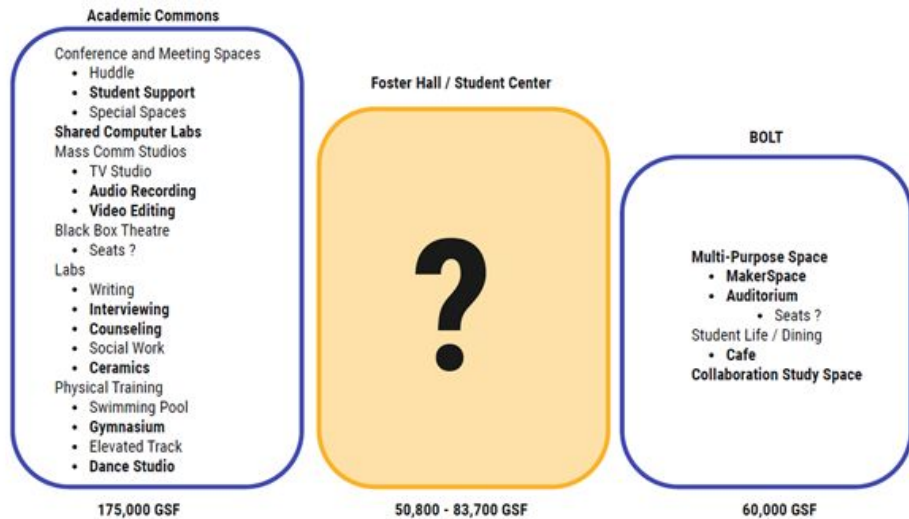 Academic Commons
Conference and Meeting Spaces
• Huddle
• Student Support
• Special Spaces
Shared Computer Labs
Mass Comm Studios
• TV Studio
• Audio Recording
• Video Editing
Black Box Theatre
• Seats ?
Labs
• Writing
• Interviewing
• Counseling
• Social Work
• Ceramics
Physical Training
• Swimming Pool
• Gymnasium
• Elevated Track
• Dance Studio
175,000 GSF
Foster Hall / Student Center
?
50,800 - 83,700 GSF
BOLT
Multi-Purpose Space
• MakerSpace
• Auditorium
• Seats ?
Student Life / Dining
• Cafe
Collaboration Study Space
60,000 GSF